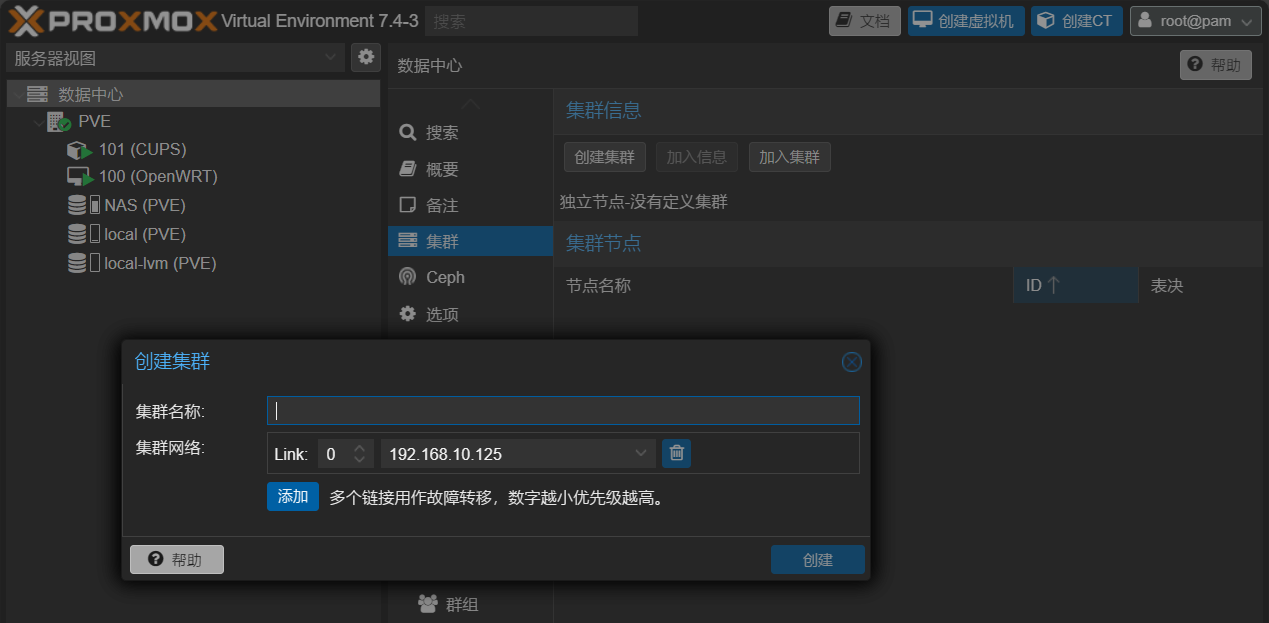 PROXMOX Virtual Environment 7.4-3 搜索 文档 创建虚拟机 创建CT root@pam
服务器视图
数据中心
PVE
101 (CUPS)
100 (OpenWRT)
NAS (PVE)
local (PVE)
local-lvm (PVE)
数据中心 帮助
搜索
概要
备注
集群
Ceph
选项
群组
集群信息
创建集群 加入信息 加入集群
独立节点-没有定义集群
集群节点
节点名称 ID 表决
创建集群
集群名称:
集群网络: Link: 0 192.168.10.125
添加 多个链接用作故障转移，数字越小优先级越高。
帮助 创建